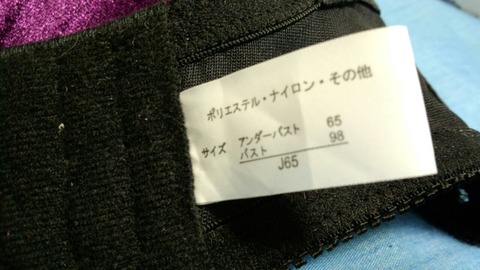 ポリエステル・ナイロン・その他
サイズ アンダーバスト 65
バスト 98
J65